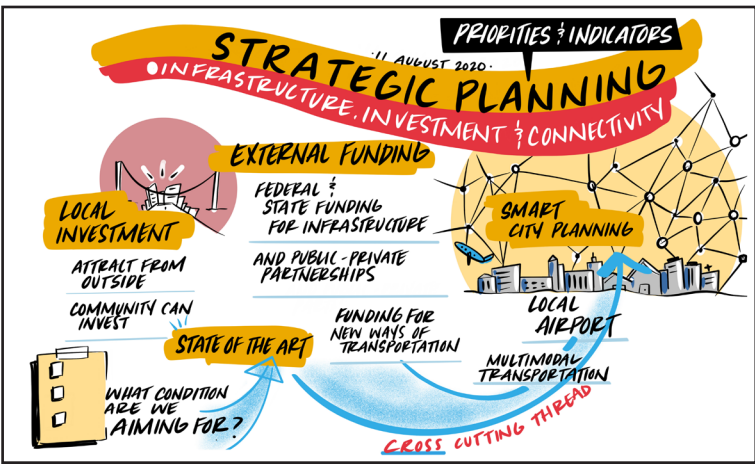 PRIORITIES & INDICATORS
·11 AUGUST 2020·
STRATEGIC PLANNING
INFRASTRUCTURE, INVESTMENT & CONNECTIVITY
LOCAL
INVESTMENT
ATTRACT FROM
OUTSIDE
COMMUNITY CAN
INVEST
EXTERNAL FUNDING
FEDERAL &
STATE FUNDING
FOR INFRASTRUCTURE
AND PUBLIC-PRIVATE
PARTNERSHIPS
FUNDING FOR
NEW WAYS OF
TRANSPORTATION
SMART
CITY PLANNING
LOCAL
AIRPORT
MULTIMODAL
TRANSPORTATION
STATE OF THE ART
WHAT CONDITION
ARE WE
AIMING FOR?
CROSS CUTTING THREAD